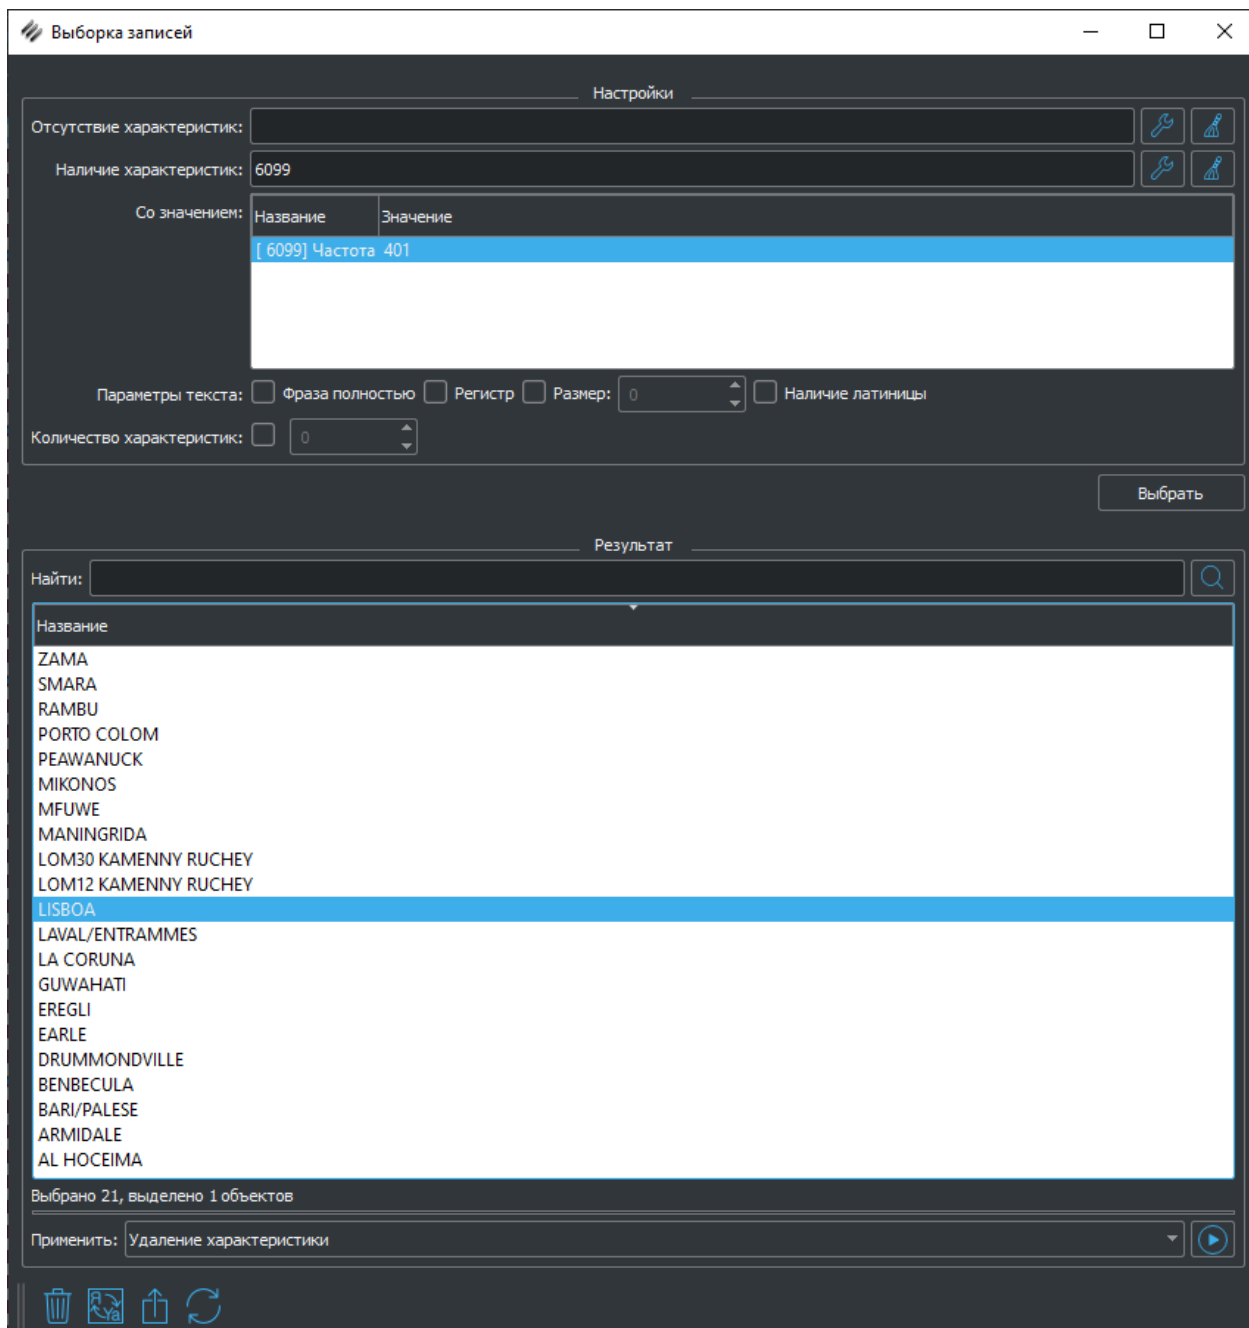 Выборка записей
Настройки
Отсутствие характеристик:
Наличие характеристик: 6099
Со значением: Название Значение
[ 6099] Частота 401
Параметры текста: Фраза полностью Регистр Размер: 0 Наличие латиницы
Количество характеристик: 0
Выбрать
Результат
Найти:
Название
ZAMA
SMARA
RAMBU
PORTO COLOM
PEAWANUCK
MIKONOS
MFUWE
MANINGRIDA
LOM30 KAMENNY RUCHEY
LOM12 KAMENNY RUCHEY
LISBOA
LAVAL/ENTRAMMES
LA CORUNA
GUWAHATI
EREGLI
EARLE
DRUMMONDVILLE
BENBECULA
BARI/PALESE
ARMIDALE
AL HOCEIMA
Выбрано 21, выделено 1 объектов
Применить: Удаление характеристики
Я Ya